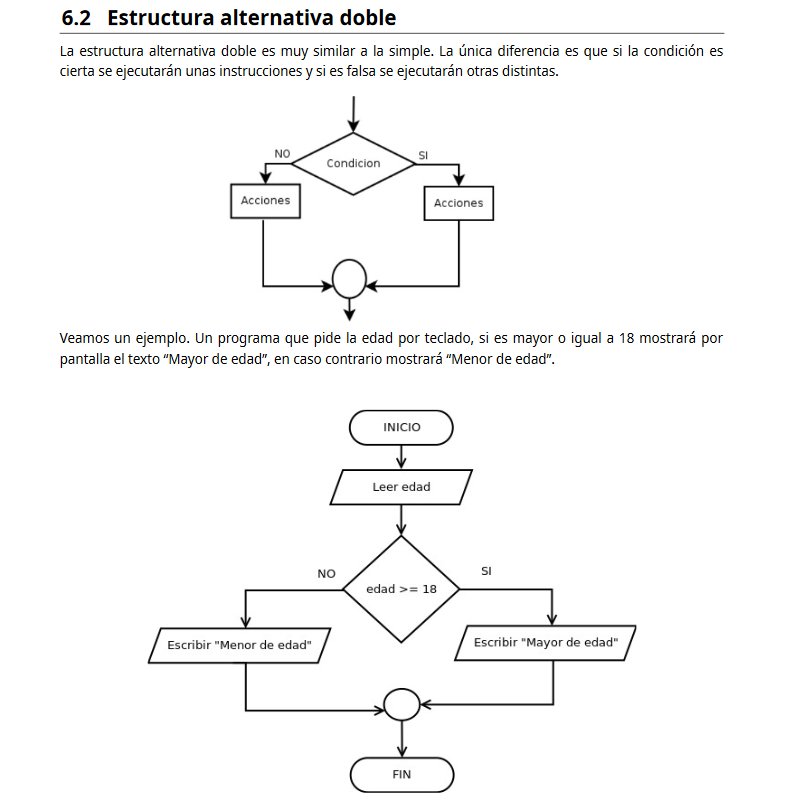 6.2 Estructura alternativa doble
La estructura alternativa doble es muy similar a la simple. La única diferencia es que si la condición es
cierta se ejecutarán unas instrucciones y si es falsa se ejecutarán otras distintas.
NO
SI
Condicion
Acciones
Acciones
Veamos un ejemplo. Un programa que pide la edad por teclado, si es mayor o igual a 18 mostrará por
pantalla el texto “Mayor de edad”, en caso contrario mostrará “Menor de edad”.
INICIO
Leer edad
NO
SI
edad >= 18
Escribir "Menor de edad"
Escribir "Mayor de edad"
FIN